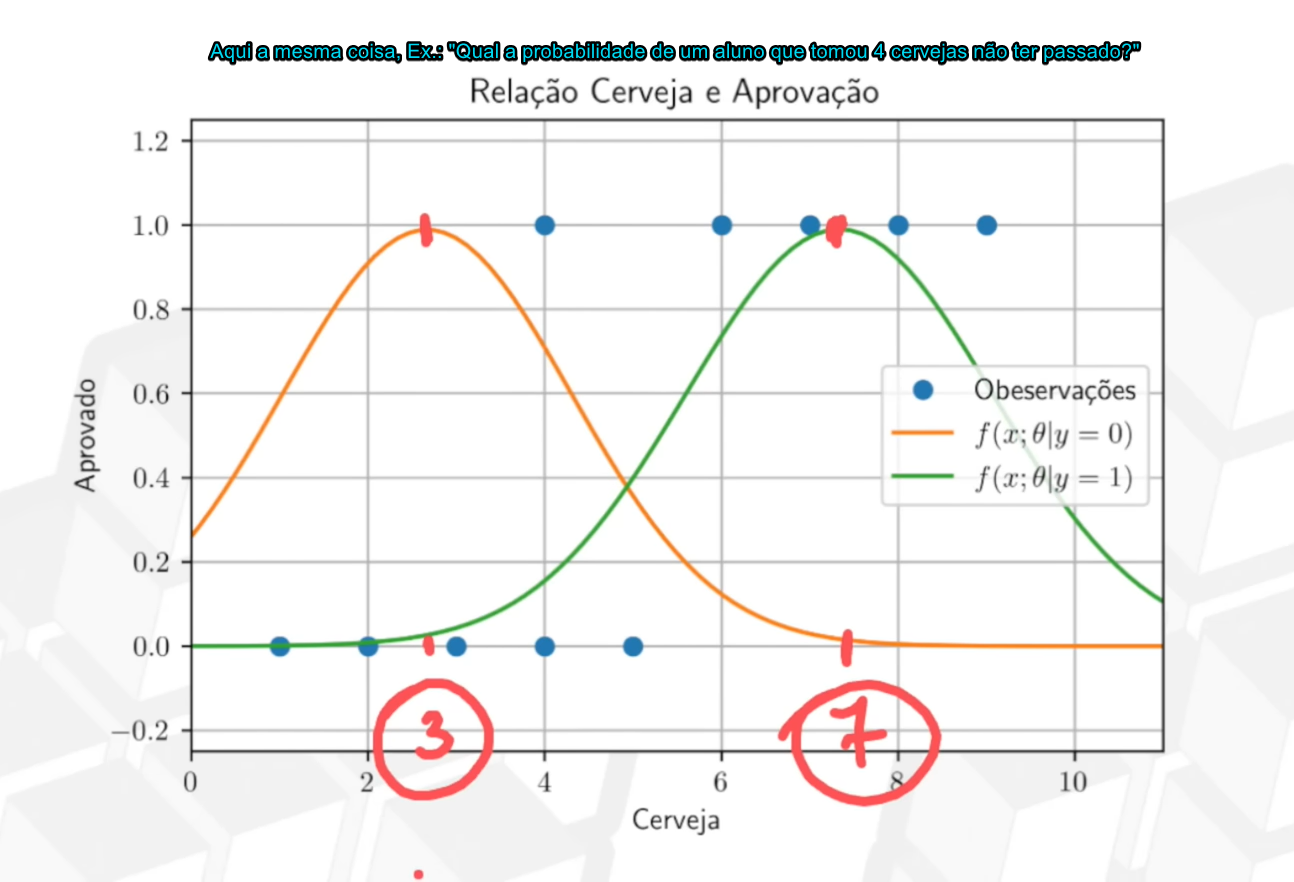 Aqui a mesma coisa, Ex.: "Qual a probabilidade de um aluno que tomou 4 cervejas não ter passado?"
Relação Cerveja e Aprovação
1.2
1.0
0.8
0.6
0.4
0.2
0.0
−0.2
Aprovado
Obeservações
f(x; θ|y = 0)
f(x; θ|y = 1)
3
7
0 2 4 6 8 10
Cerveja